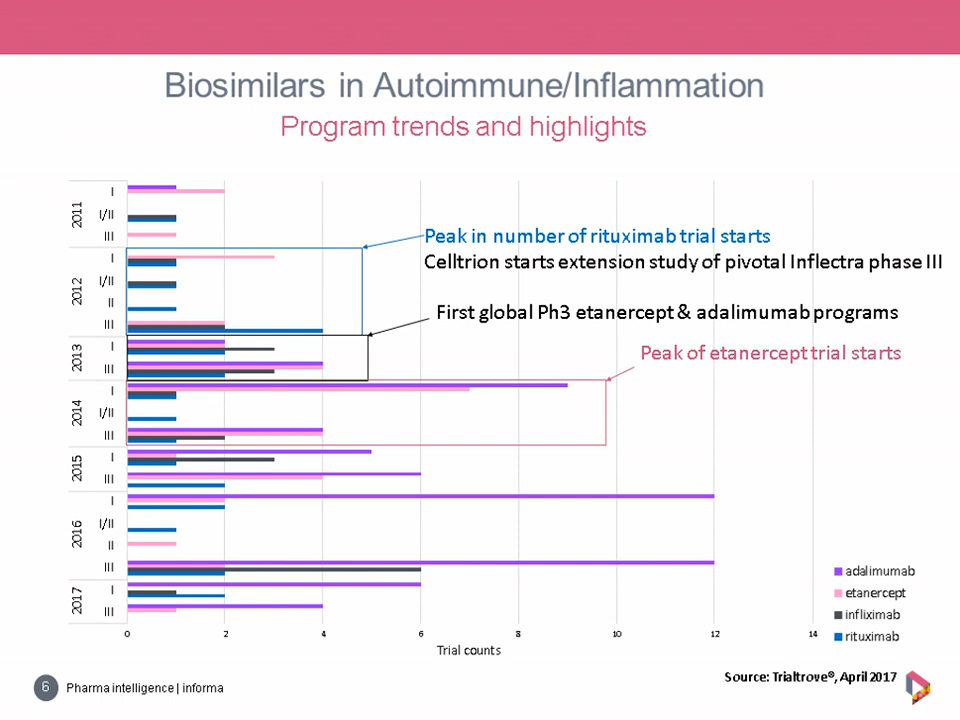 Biosimilars in Autoimmune/Inflammation
Program trends and highlights
2011
I
I/II
III
2012
I
I/II
II
III
2013
I
III
2014
I
I/II
III
2015
I
III
2016
I
I/II
II
III
2017
I
III
Peak in number of rituximab trial starts
Celltrion starts extension study of pivotal Inflectra phase III
First global Ph3 etanercept & adalimumab programs
Peak of etanercept trial starts
adalimumab
etanercept
infliximab
rituximab
0 2 4 6 8 10 12 14
Trial counts
Source: Trialtrove®, April 2017
6 Pharma intelligence | informa